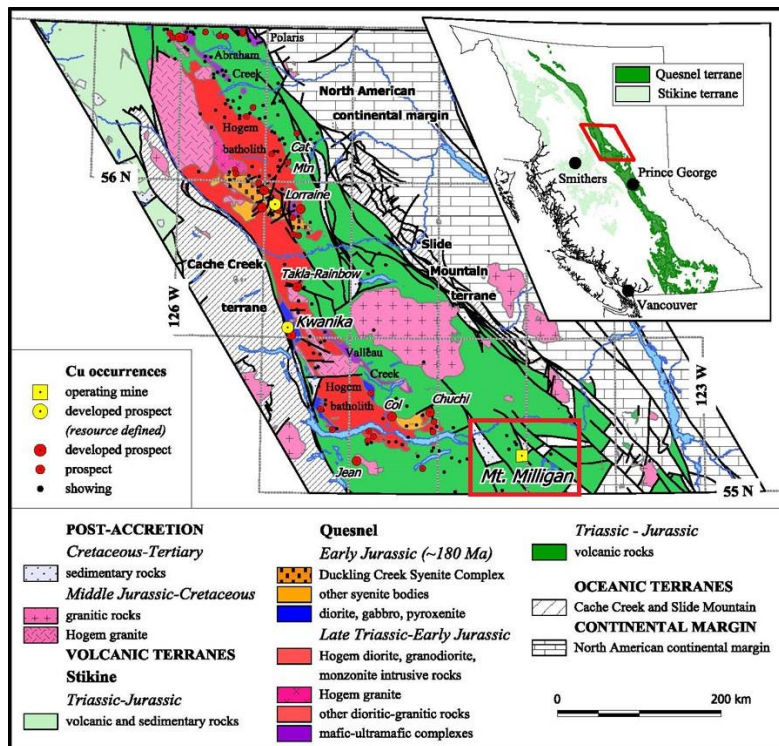 Polaris
Abraham
Creek
North American
continental margin
Hogem
batholith
Cat
Mtn
56 N
Lorraine
Slide
Mountain
terrane
Cache Creek
terrane
126 W
Takla-Rainbow
Kwanika
Valleau
Creek
Hogem
batholith
Col
Chuchi
Jean
Mt. Milligan
123 W
55 N
Quesnel terrane
Stikine terrane
Smithers
Prince George
Vancouver
Cu occurrences
operating mine
developed prospect
(resource defined)
developed prospect
prospect
showing
POST-ACCRETION
Cretaceous-Tertiary
sedimentary rocks
Middle Jurassic-Cretaceous
granitic rocks
Hogem granite
VOLCANIC TERRANES
Stikine
Triassic-Jurassic
volcanic and sedimentary rocks
Quesnel
Early Jurassic (~180 Ma)
Duckling Creek Syenite Complex
other syenite bodies
diorite, gabbro, pyroxenite
Late Triassic-Early Jurassic
Hogem diorite, granodiorite,
monzonite intrusive rocks
Hogem granite
other dioritic-granitic rocks
mafic-ultramafic complexes
Triassic - Jurassic
volcanic rocks
OCEANIC TERRANES
Cache Creek and Slide Mountain
CONTINENTAL MARGIN
North American continental margin
0 200 km